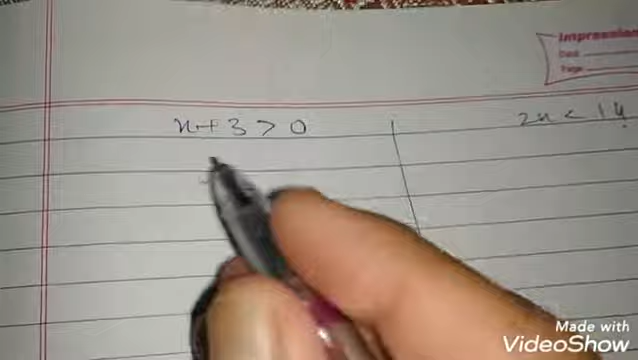 Impression
Date
Page
x+3>0
2x < 14
Made with
VideoShow